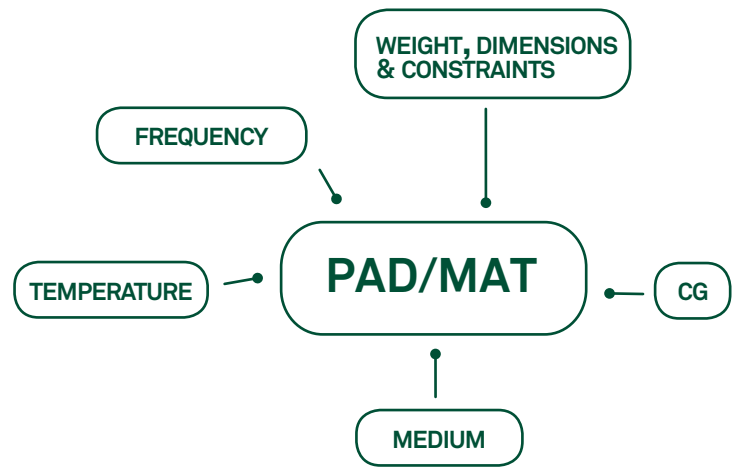 WEIGHT, DIMENSIONS
& CONSTRAINTS
FREQUENCY
PAD/MAT
TEMPERATURE
CG
MEDIUM